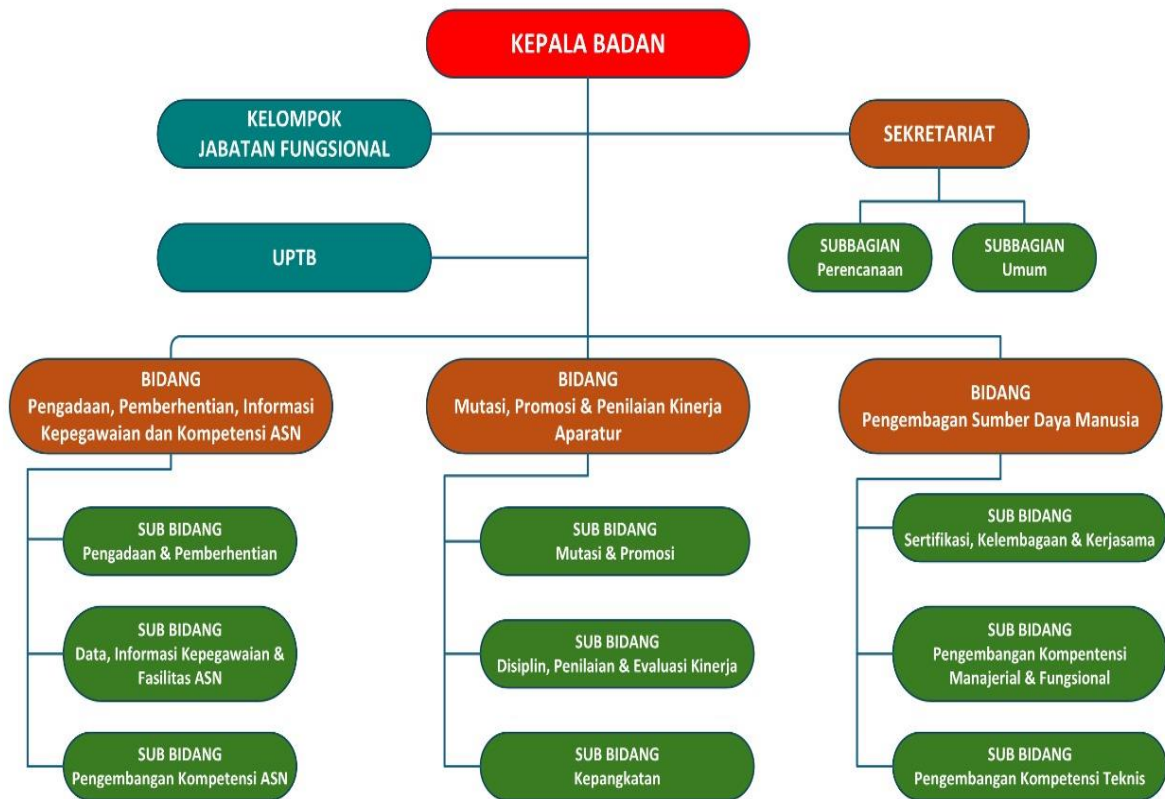 KEPALA BADAN
KELOMPOK
JABATAN FUNGSIONAL
SEKRETARIAT
UPTB
SUBBAGIAN
Perencanaan
SUBBAGIAN
Umum
BIDANG
Pengadaan, Pemberhentian, Informasi
Kepegawaian dan Kompetensi ASN
BIDANG
Mutasi, Promosi & Penilaian Kinerja
Aparatur
BIDANG
Pengembagan Sumber Daya Manusia
SUB BIDANG
Pengadaan & Pemberhentian
SUB BIDANG
Data, Informasi Kepegawaian &
Fasilitas ASN
SUB BIDANG
Pengembangan Kompetensi ASN
SUB BIDANG
Mutasi & Promosi
SUB BIDANG
Disiplin, Penilaian & Evaluasi Kinerja
SUB BIDANG
Kepangkatan
SUB BIDANG
Sertifikasi, Kelembagaan & Kerjasama
SUB BIDANG
Pengembangan Kompentensi
Manajerial & Fungsional
SUB BIDANG
Pengembangan Kompetensi Teknis